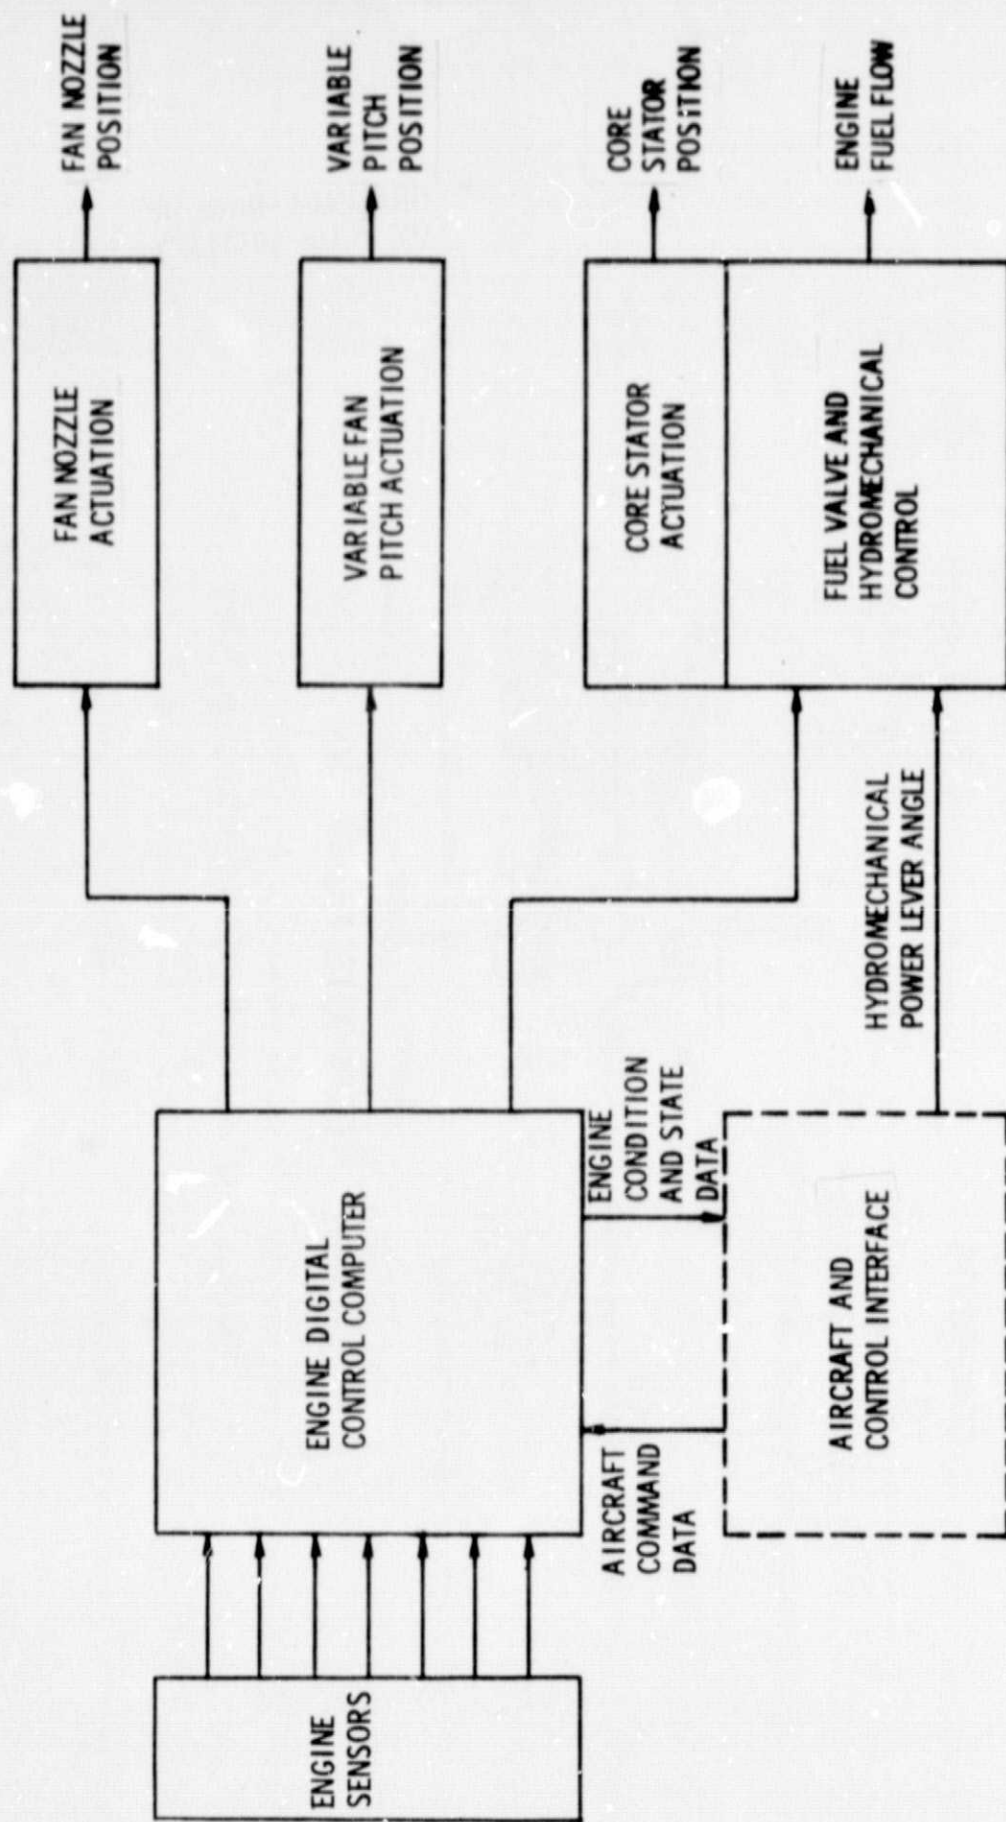 ENGINE
SENSORS
ENGINE DIGITAL
CONTROL COMPUTER
AIRCRAFT
COMMAND
DATA
ENGINE
CONDITION
AND STATE
DATA
AIRCRAFT AND
CONTROL INTERFACE
HYDROMECHANICAL
POWER LEVER ANGLE
FAN NOZZLE
ACTUATION
FAN NOZZLE
POSITION
VARIABLE FAN
PITCH ACTUATION
VARIABLE
PITCH
POSITION
CORE STATOR
ACTUATION
CORE
STATOR
POSITION
FUEL VALVE AND
HYDROMECHANICAL
CONTROL
ENGINE
FUEL FLOW